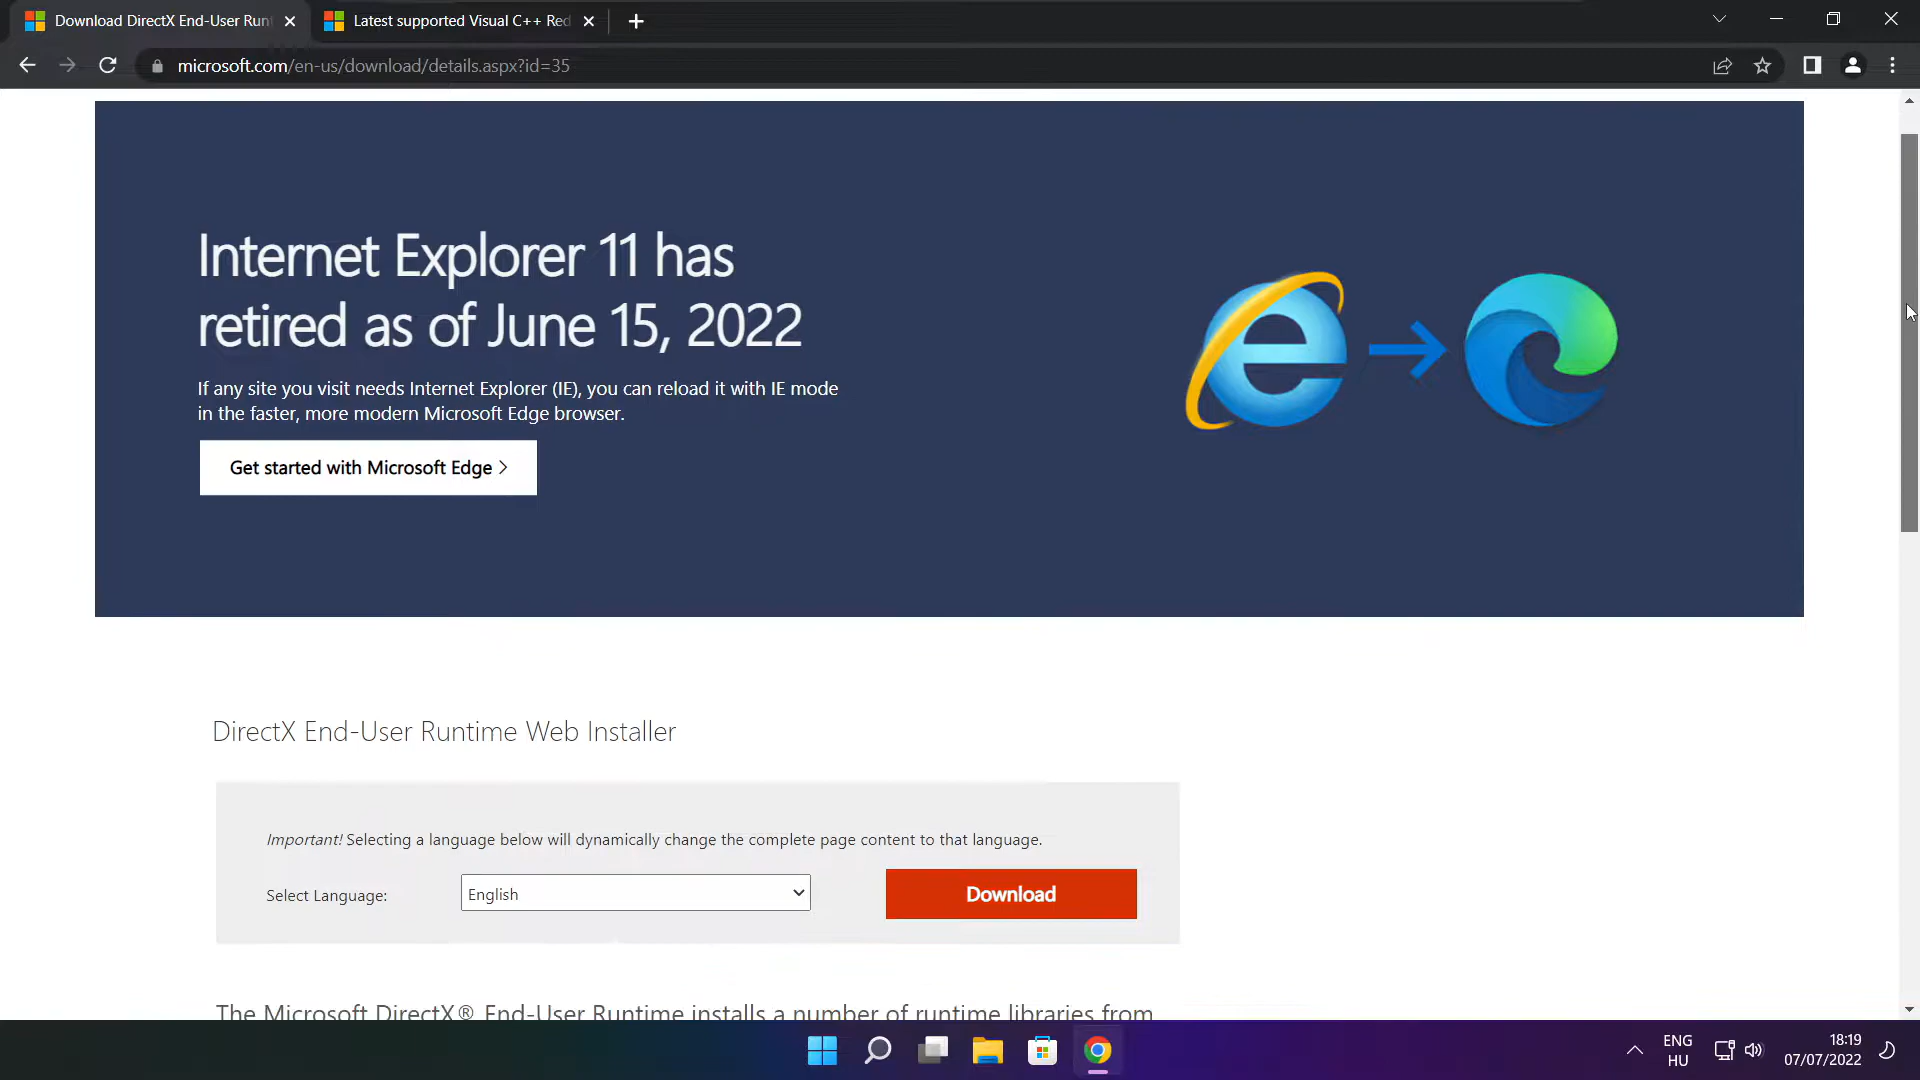 Download DirectX End-User Runt
Latest supported Visual C++ Red
microsoft.com/en-us/download/details.aspx?id=35
Internet Explorer 11 has
retired as of June 15, 2022
If any site you visit needs Internet Explorer (IE), you can reload it with IE mode
in the faster, more modern Microsoft Edge browser.
Get started with Microsoft Edge
DirectX End-User Runtime Web Installer
Important! Selecting a language below will dynamically change the complete page content to that language.
Select Language:
English
Download
The Microsoft DirectX® End-User Runtime installs a number of runtime libraries from
ENG
HU
18:19
07/07/2022